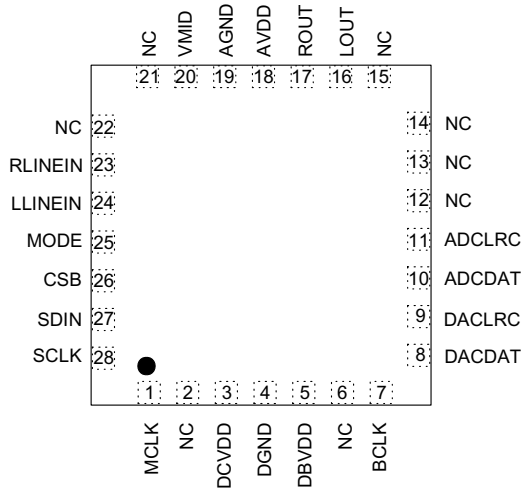 NC VMID AGND AVDD ROUT LOUT NC
21 20 19 18 17 16 15
NC 22 14 NC
RLINEIN 23 13 NC
LLINEIN 24 12 NC
MODE 25 11 ADCLRC
CSB 26 10 ADCDAT
SDIN 27 9 DACLRC
SCLK 28 8 DACDAT
1 2 3 4 5 6 7
MCLK NC DCVDD DGND DBVDD NC BCLK